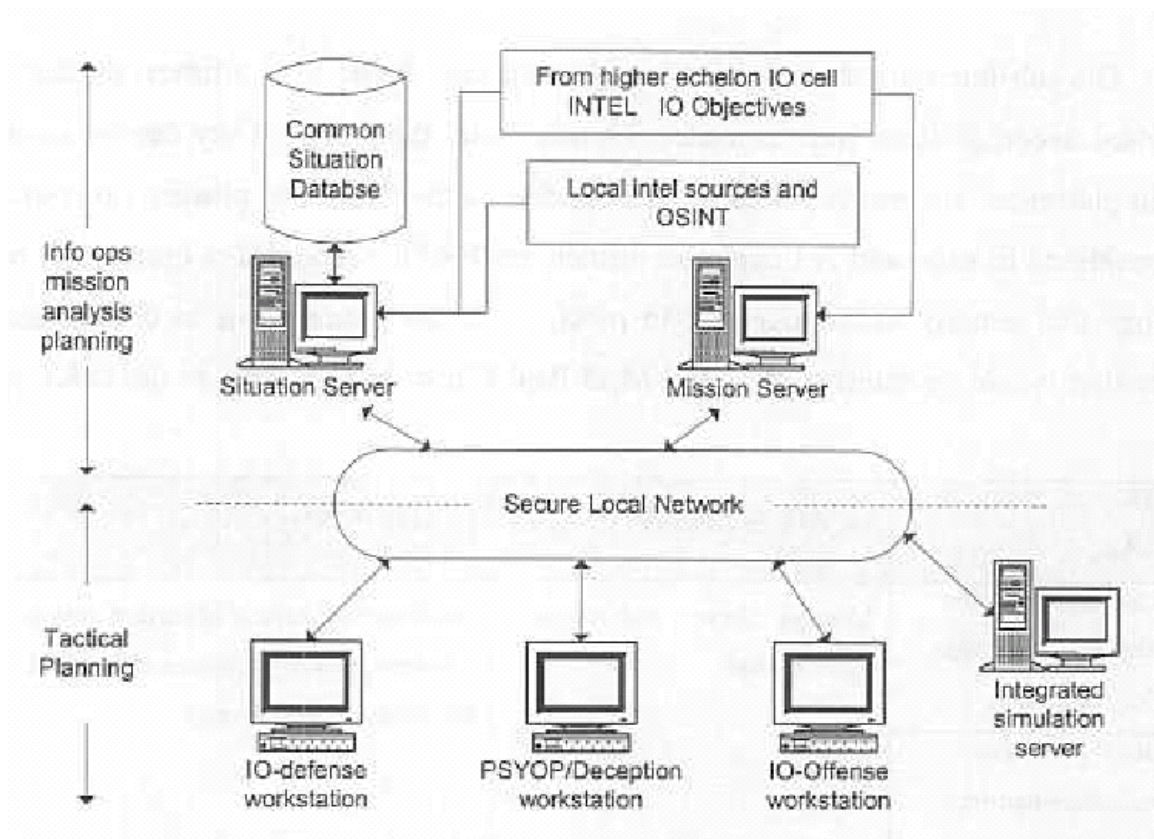 From higher echelon IO cell
INTEL IO Objectives
Common
Situation
Databse
Local intel sources and
OSINT
Info ops
mission
analysis
planning
Situation Server
Mission Server
Secure Local Network
Tactical
Planning
IO-defense
workstation
PSYOP/Deception
workstation
IO-Offense
workstation
Integrated
simulation
server